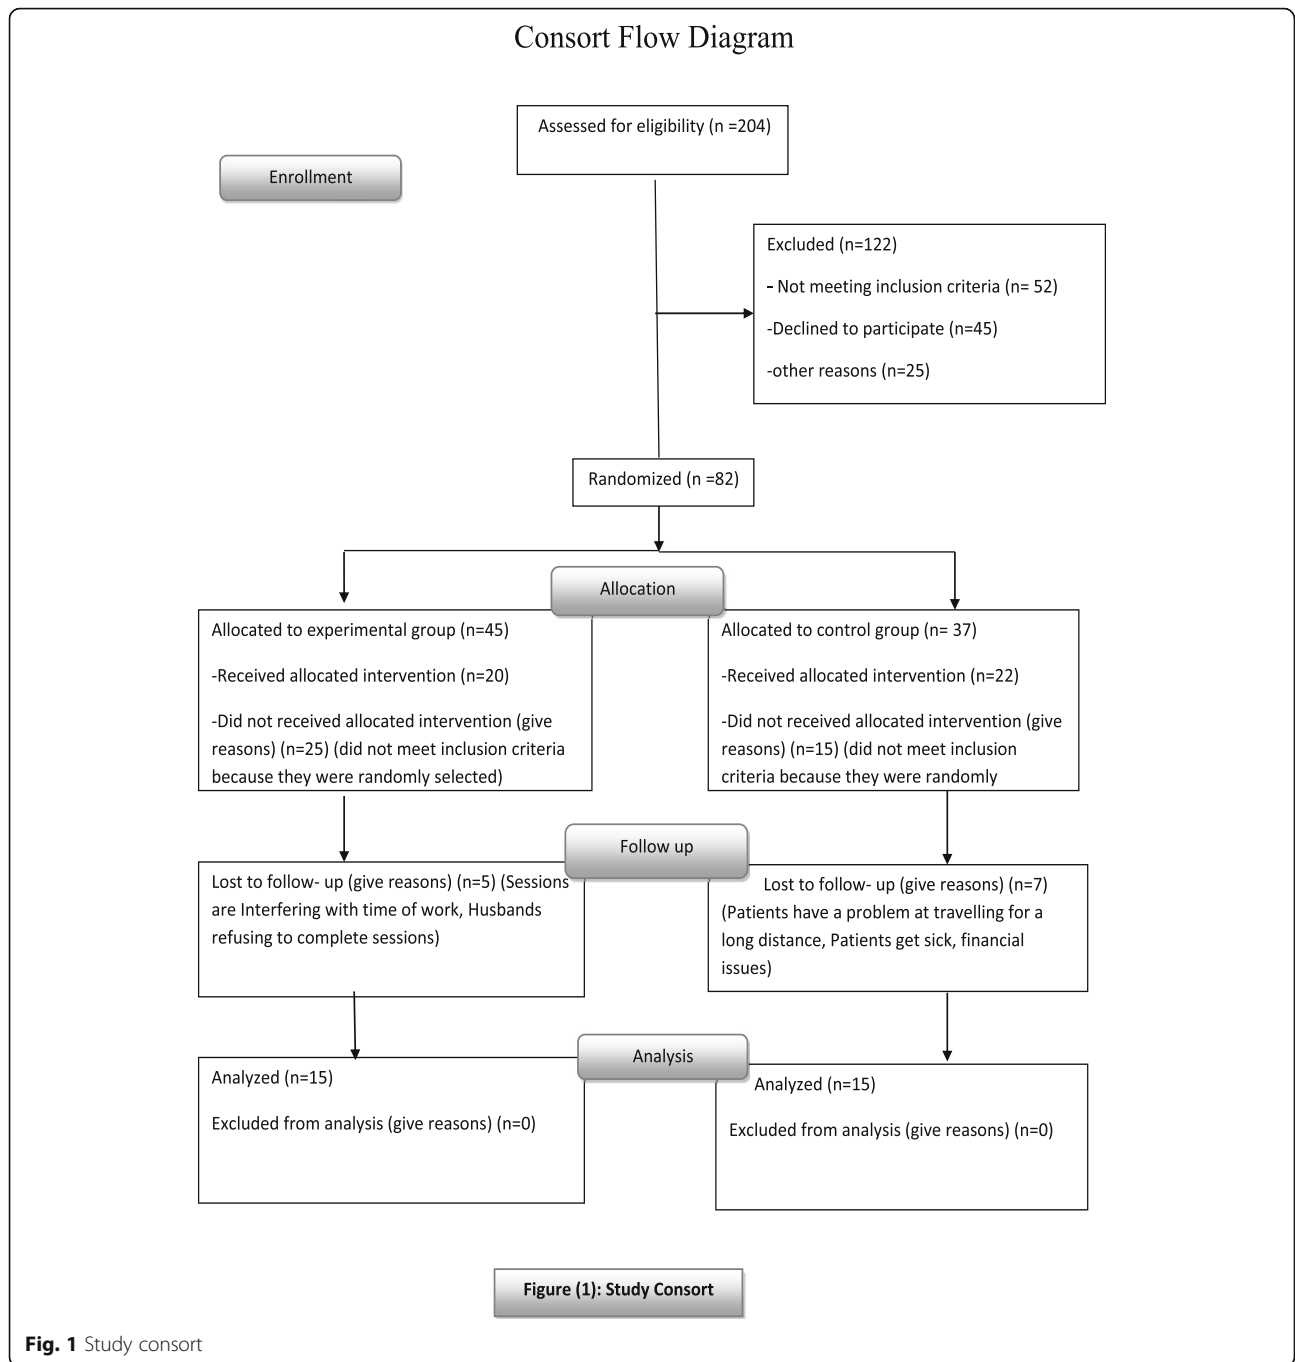 Consort Flow Diagram
Assessed for eligibility (n =204)
Enrollment
Excluded (n=122)
- Not meeting inclusion criteria (n= 52)
-Declined to participate (n=45)
-other reasons (n=25)
Randomized (n =82)
Allocation
Allocated to experimental group (n=45)
-Received allocated intervention (n=20)
-Did not received allocated intervention (give
reasons) (n=25) (did not meet inclusion criteria
because they were randomly selected)
Allocated to control group (n= 37)
-Received allocated intervention (n=22)
-Did not received allocated intervention (give
reasons) (n=15) (did not meet inclusion
criteria because they were randomly
Follow up
Lost to follow- up (give reasons) (n=5) (Sessions
are Interfering with time of work, Husbands
refusing to complete sessions)
Lost to follow- up (give reasons) (n=7)
(Patients have a problem at travelling for a
long distance, Patients get sick, financial
issues)
Analysis
Analyzed (n=15)
Excluded from analysis (give reasons) (n=0)
Analyzed (n=15)
Excluded from analysis (give reasons) (n=0)
Figure (1): Study Consort
Fig. 1 Study consort